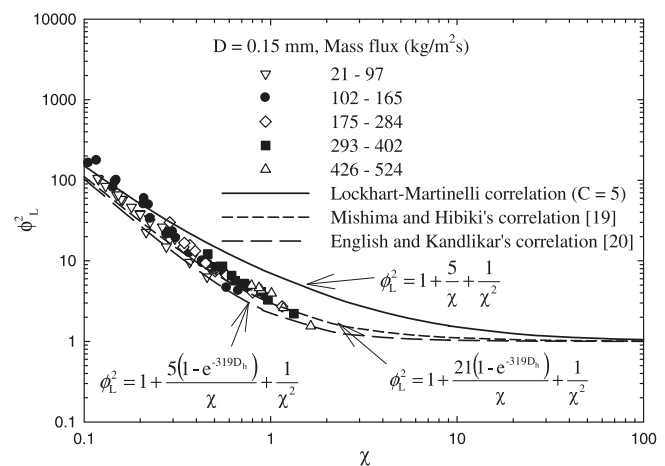 10000
1000
100
10
1
0.1
ϕ²L
D = 0.15 mm, Mass flux (kg/m²s)
21 - 97
102 - 165
175 - 284
293 - 402
426 - 524
Lockhart-Martinelli correlation (C = 5)
Mishima and Hibiki's correlation [19]
English and Kandlikar's correlation [20]
ϕ²L = 1 + 5/χ + 1/χ²
ϕ²L = 1 + 5(1 - e^-319Dh)/χ + 1/χ²
ϕ²L = 1 + 21(1 - e^-319Dh)/χ + 1/χ²
0.1 1 10 100
χ